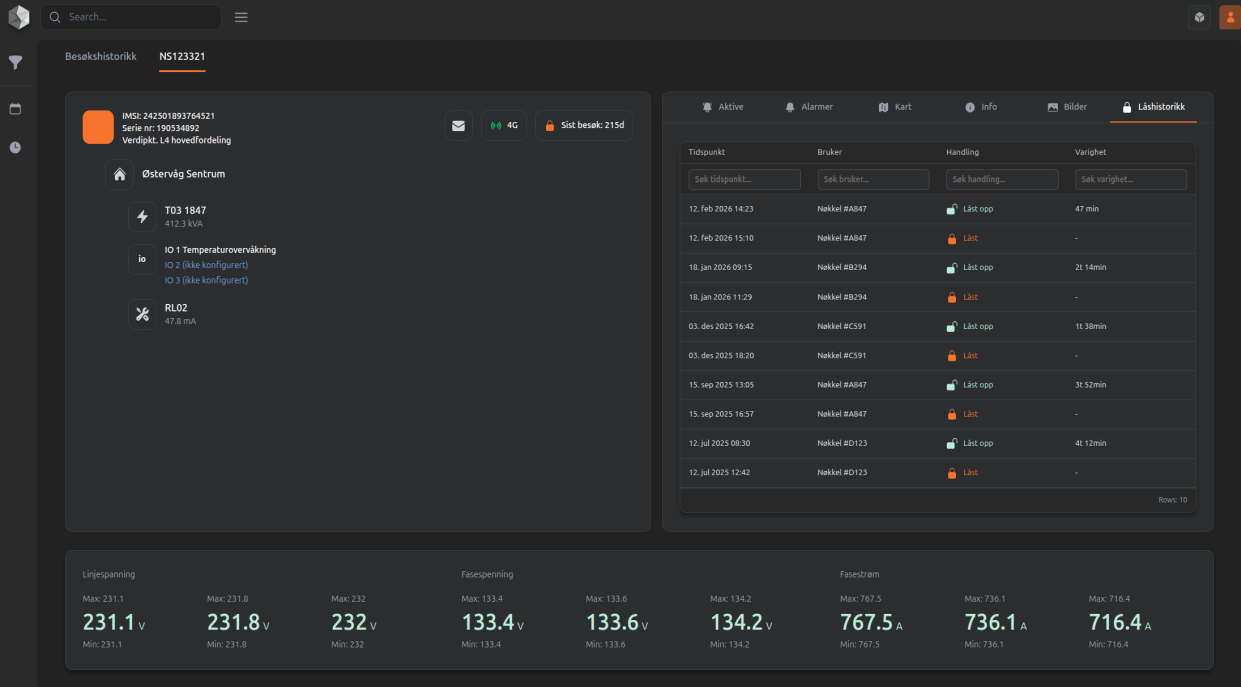 Search...
Besøkshistorikk NS123321
IMSI: 242501893764521
Serie nr: 190534892
Verdipkt. L4 hovedfordeling
4G
Sist besøk: 215d
Østervåg Sentrum
T03 1847
412.3 kVA
io
IO 1 Temperaturovervåkning
IO 2 (ikke konfigurert)
IO 3 (ikke konfigurert)
RL02
47.8 mA
Aktive Alarmer Kart Info Bilder Låshistorikk
Tidspunkt Bruker Handling Varighet
Søk tidspunkt... Søk bruker... Søk handling... Søk varighet...
12. feb 2026 14:23 Nøkkel #A847 Låst opp 47 min
12. feb 2026 15:10 Nøkkel #A847 Låst -
18. jan 2026 09:15 Nøkkel #B294 Låst opp 2t 14min
18. jan 2026 11:29 Nøkkel #B294 Låst -
03. des 2025 16:42 Nøkkel #C591 Låst opp 1t 38min
03. des 2025 18:20 Nøkkel #C591 Låst -
15. sep 2025 13:05 Nøkkel #A847 Låst opp 3t 52min
15. sep 2025 16:57 Nøkkel #A847 Låst -
12. jul 2025 08:30 Nøkkel #D123 Låst opp 4t 12min
12. jul 2025 12:42 Nøkkel #D123 Låst -
Rows: 10
Linjespanning Fasespenning Fasestrøm
Max: 231.1 Max: 231.8 Max: 232 Max: 133.4 Max: 133.6 Max: 134.2 Max: 767.5 Max: 736.1 Max: 716.4
231.1 V 231.8 V 232 V 133.4 V 133.6 V 134.2 V 767.5 A 736.1 A 716.4 A
Min: 231.1 Min: 231.8 Min: 232 Min: 133.4 Min: 133.6 Min: 134.2 Min: 767.5 Min: 736.1 Min: 716.4